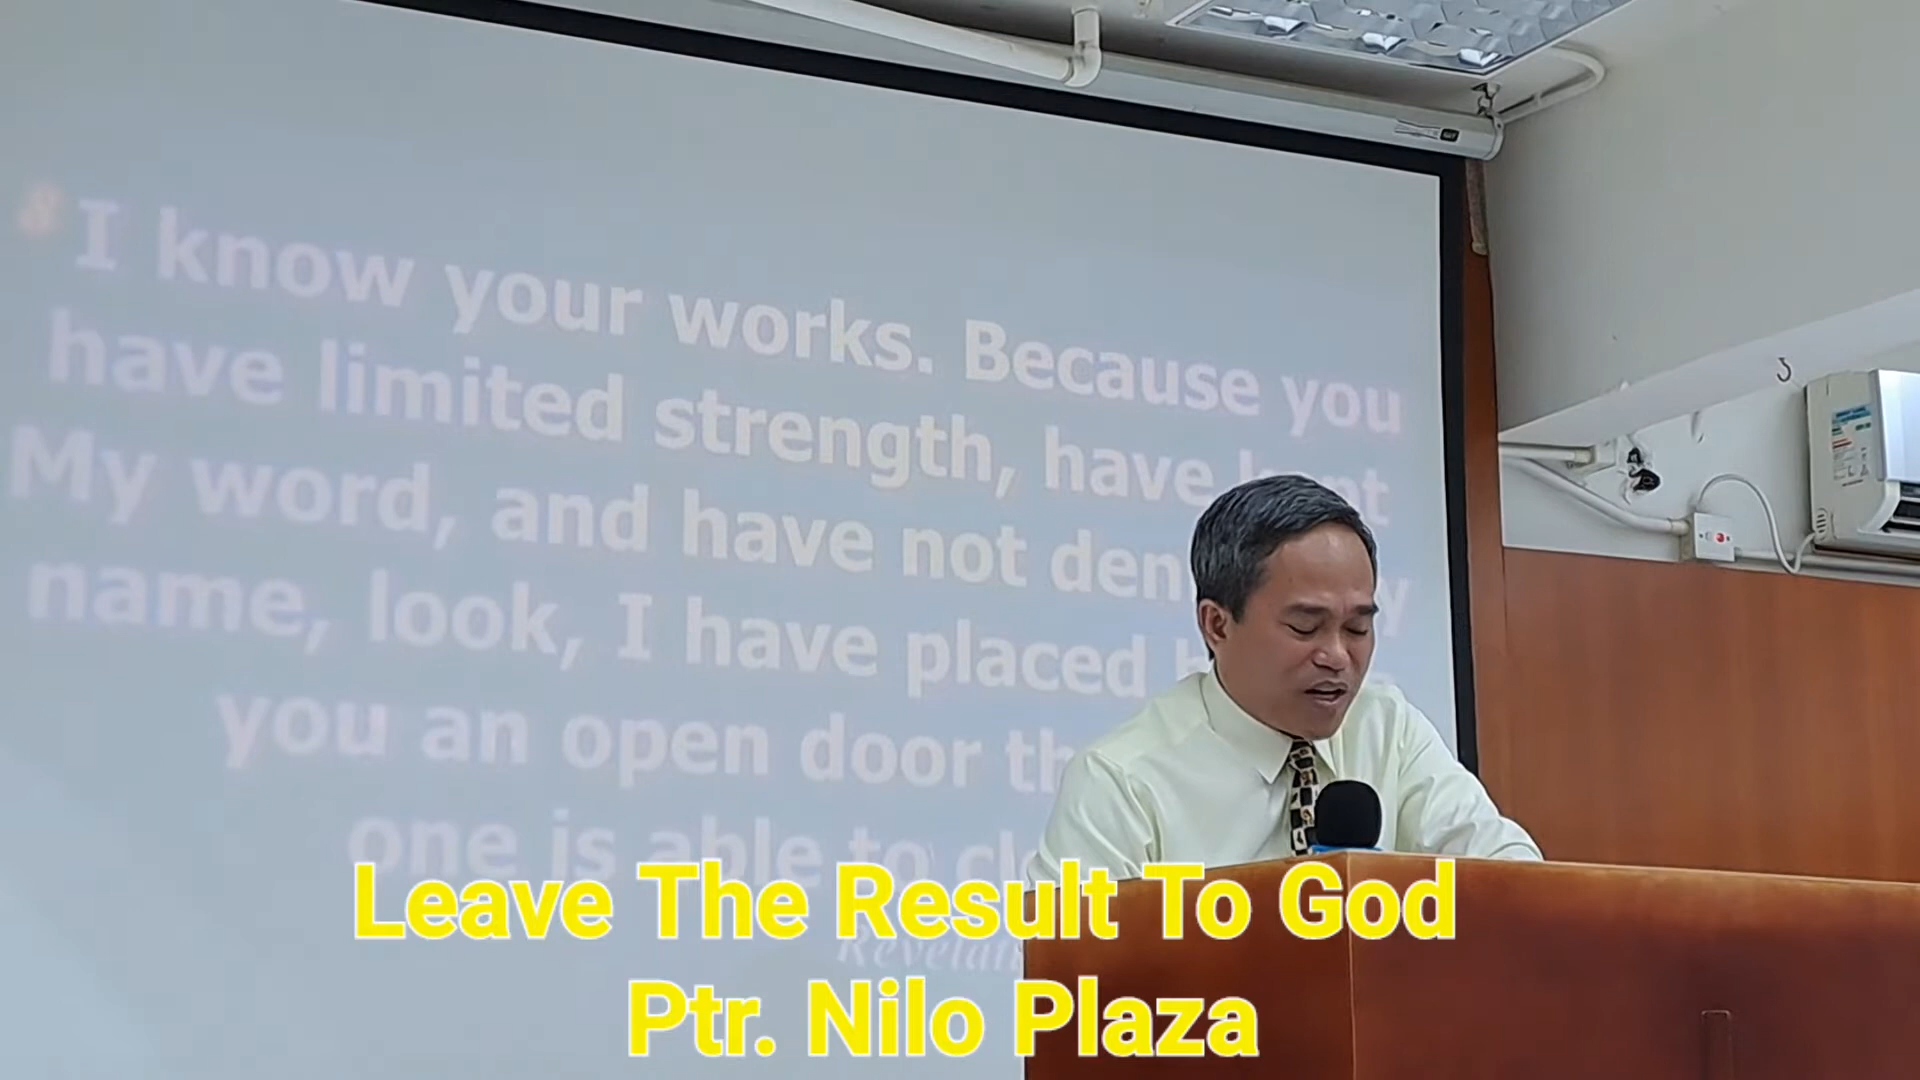 8 I know your works. Because you
have limited strength, have
My word, and have not
name, look, I have placed
you an open door
one is able to
Leave The Result To God
Ptr. Nilo Plaza